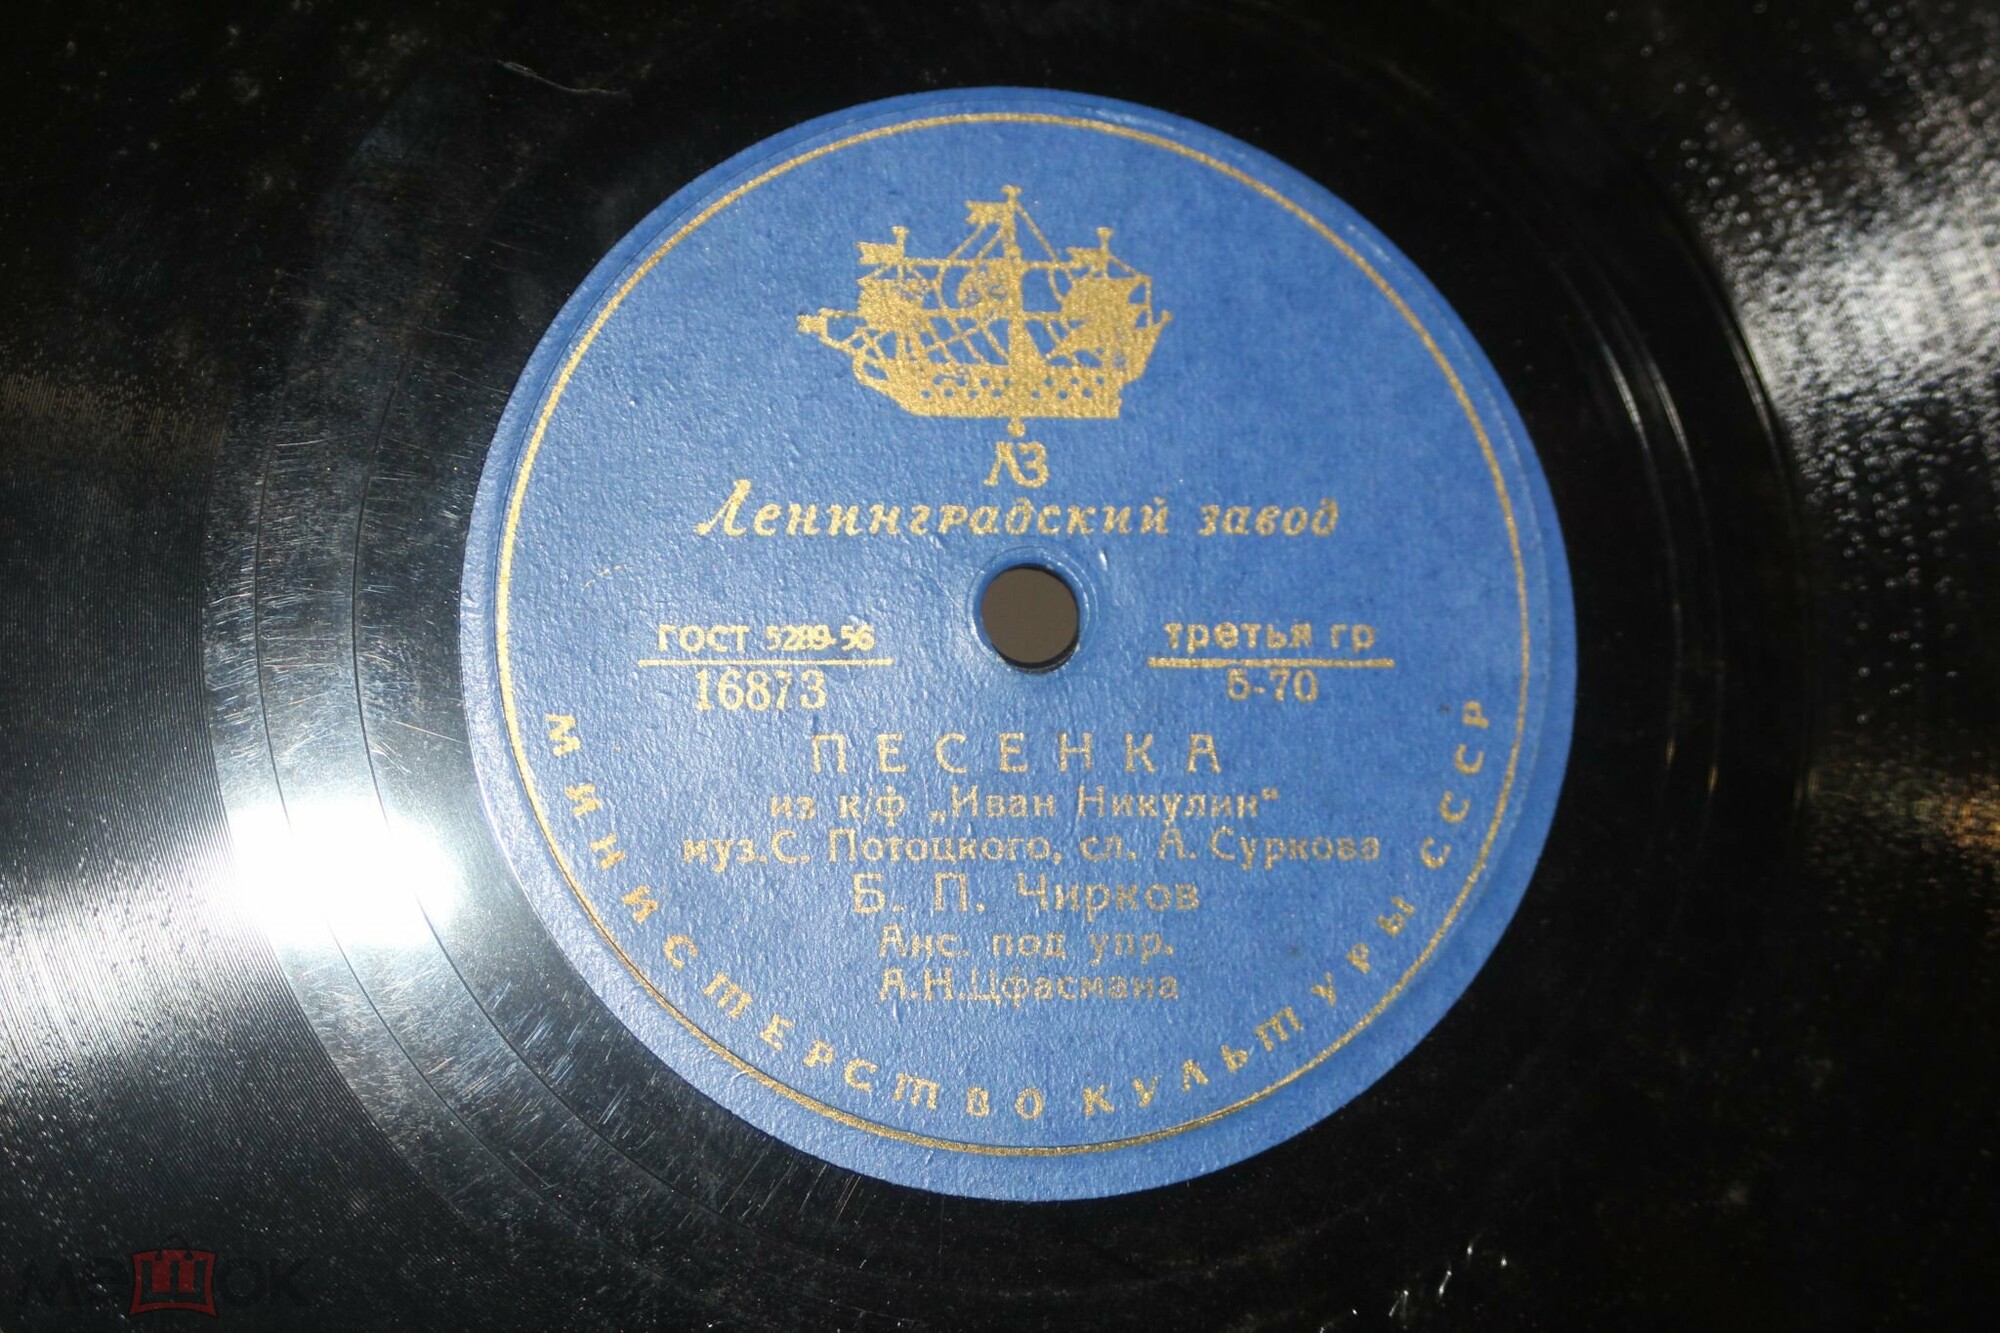 ЛЗ
Ленинградский завод
ГОСТ 5289-56
16873
третья гр
5-70
ПЕСЕНКА
из к/ф „Иван Никулин“
муз. С. Потоцкого, сл. А. Суркова
Б. П. Чирков
Анс. под упр.
А.Н.Цфасмана
МИНИСТЕРСТВО КУЛЬТУРЫ СССР
мешок